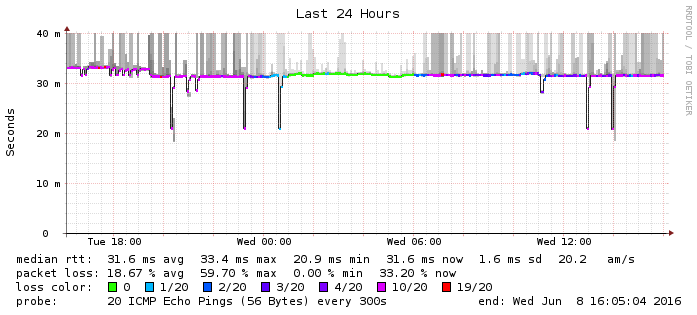 Last 24 Hours
RRDTOOL / TOBI OETIKER
Seconds
40 m
30 m
20 m
10 m
0
Tue 18:00 Wed 00:00 Wed 06:00 Wed 12:00
median rtt: 31.6 ms avg 33.4 ms max 20.9 ms min 31.6 ms now 1.6 ms sd 20.2 am/s
packet loss: 18.67 % avg 59.70 % max 0.00 % min 33.20 % now
loss color: 0 1/20 2/20 3/20 4/20 10/20 19/20
probe: 20 ICMP Echo Pings (56 Bytes) every 300s end: Wed Jun 8 16:05:04 2016